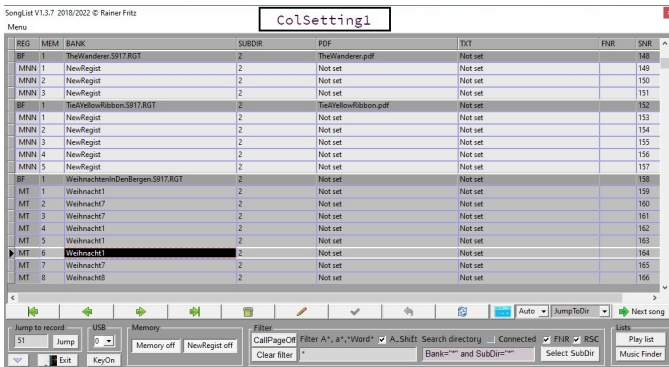 SongList V1.3.7 2018/2022 © Rainer Fritz
ColSetting1
Menu
REG MEM BANK SUBDIR PDF TXT FNR SNR
BF 1 TheWanderer.S917.RGT 2 TheWanderer.pdf Not set 148
MNN 1 NewRegist 2 Not set Not set 149
MNN 2 NewRegist 2 Not set Not set 150
MNN 3 NewRegist 2 Not set Not set 151
BF 1 TieAYellowRibbon.S917.RGT 2 TieAYellowRibbon.pdf Not set 152
MNN 1 NewRegist 2 Not set Not set 153
MNN 2 NewRegist 2 Not set Not set 154
MNN 3 NewRegist 2 Not set Not set 155
MNN 4 NewRegist 2 Not set Not set 156
MNN 5 NewRegist 2 Not set Not set 157
BF 1 WeihnachtenInDenBergen.S917.RGT 2 Not set Not set 158
MT 1 Weihnacht1 2 Not set Not set 159
MT 2 Weihnacht7 2 Not set Not set 160
MT 3 Weihnacht7 2 Not set Not set 161
MT 4 Weihnacht1 2 Not set Not set 162
MT 5 Weihnacht1 2 Not set Not set 163
MT 6 Weihnacht1 2 Not set Not set 164
MT 7 Weihnacht7 2 Not set Not set 165
MT 8 Weihnacht8 2 Not set Not set 166
Auto JumpToDir Next song
Jump to record USB Memory Filter Lists
51 Jump 0 Memory off NewRegist off CallPageOff Filter A*, a*,*Word* A..Shift Search directory Connected FNR RSC Play list
Exit KeyOn Clear filter * Bank="*" and SubDir="*" Select SubDir Music Finder